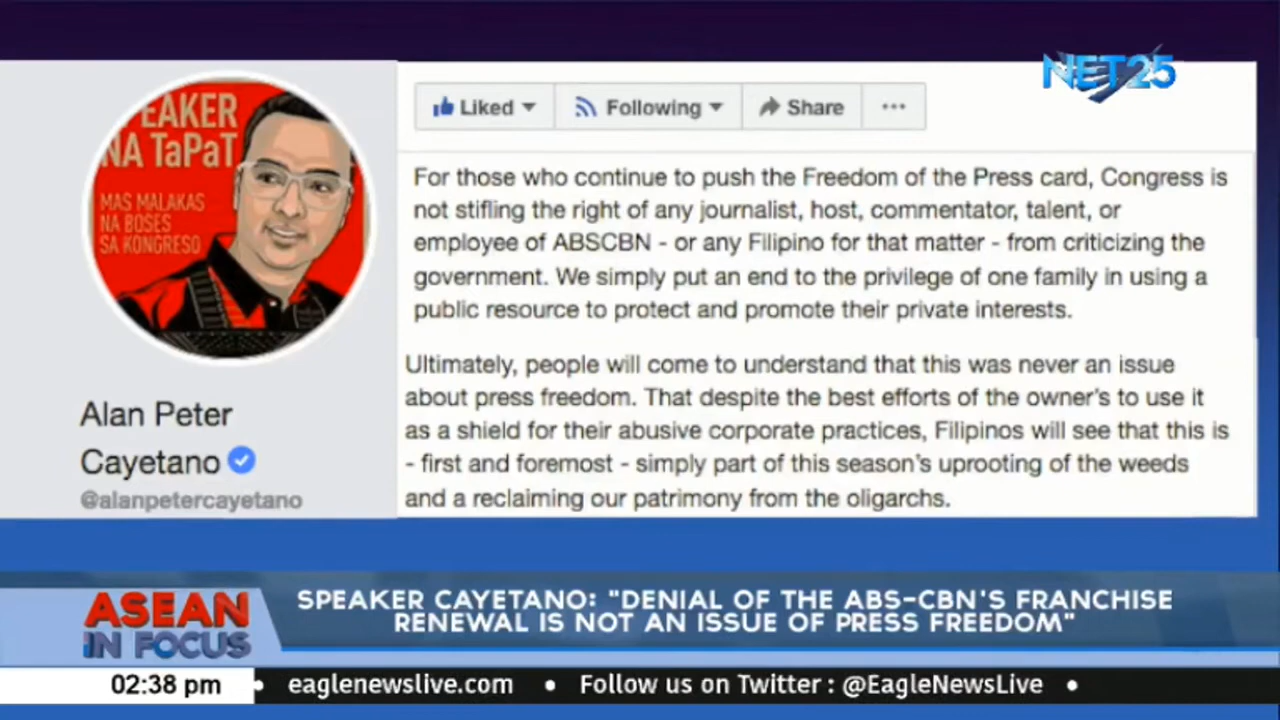 NET25
EAKER
NA TaPaT
MAS MALAKAS
NA BOSES
SA KONGRESO
Alan Peter
Cayetano
@alanpetercayetano
Liked
Following
Share
...
For those who continue to push the Freedom of the Press card, Congress is
not stifling the right of any journalist, host, commentator, talent, or
employee of ABSCBN - or any Filipino for that matter - from criticizing the
government. We simply put an end to the privilege of one family in using a
public resource to protect and promote their private interests.
Ultimately, people will come to understand that this was never an issue
about press freedom. That despite the best efforts of the owner's to use it
as a shield for their abusive corporate practices, Filipinos will see that this is
- first and foremost - simply part of this season's uprooting of the weeds
and a reclaiming our patrimony from the oligarchs.
ASEAN
IN FOCUS
SPEAKER CAYETANO: "DENIAL OF THE ABS-CBN'S FRANCHISE
RENEWAL IS NOT AN ISSUE OF PRESS FREEDOM"
02:38 pm • eaglenewslive.com • Follow us on Twitter : @EagleNewsLive •